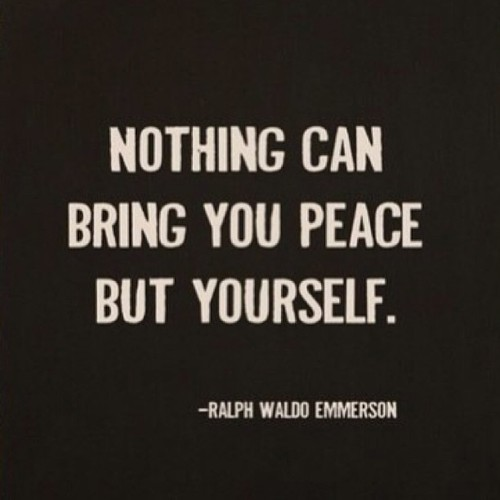 NOTHING CAN
BRING YOU PEACE
BUT YOURSELF.
–RALPH WALDO EMMERSON